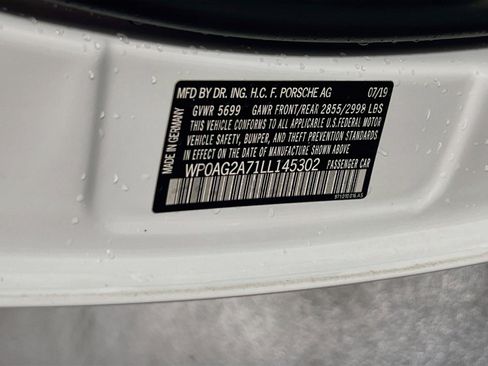 MFD BY DR. ING. H.C. F. PORSCHE AG 07/19
GVWR 5699 GAWR FRONT/REAR 2855/2998 LBS
THIS VEHICLE CONFORMS TO ALL APPLICABLE U.S.FEDERAL MOTOR
VEHICLE SAFETY, BUMPER, AND THEFT PREVENTION STANDARDS
IN EFFECT ON THE DATE OF MANUFACTURE SHOWN ABOVE.
WP0AG2A71LL145302 PASSENGER CAR
MADE IN GERMANY